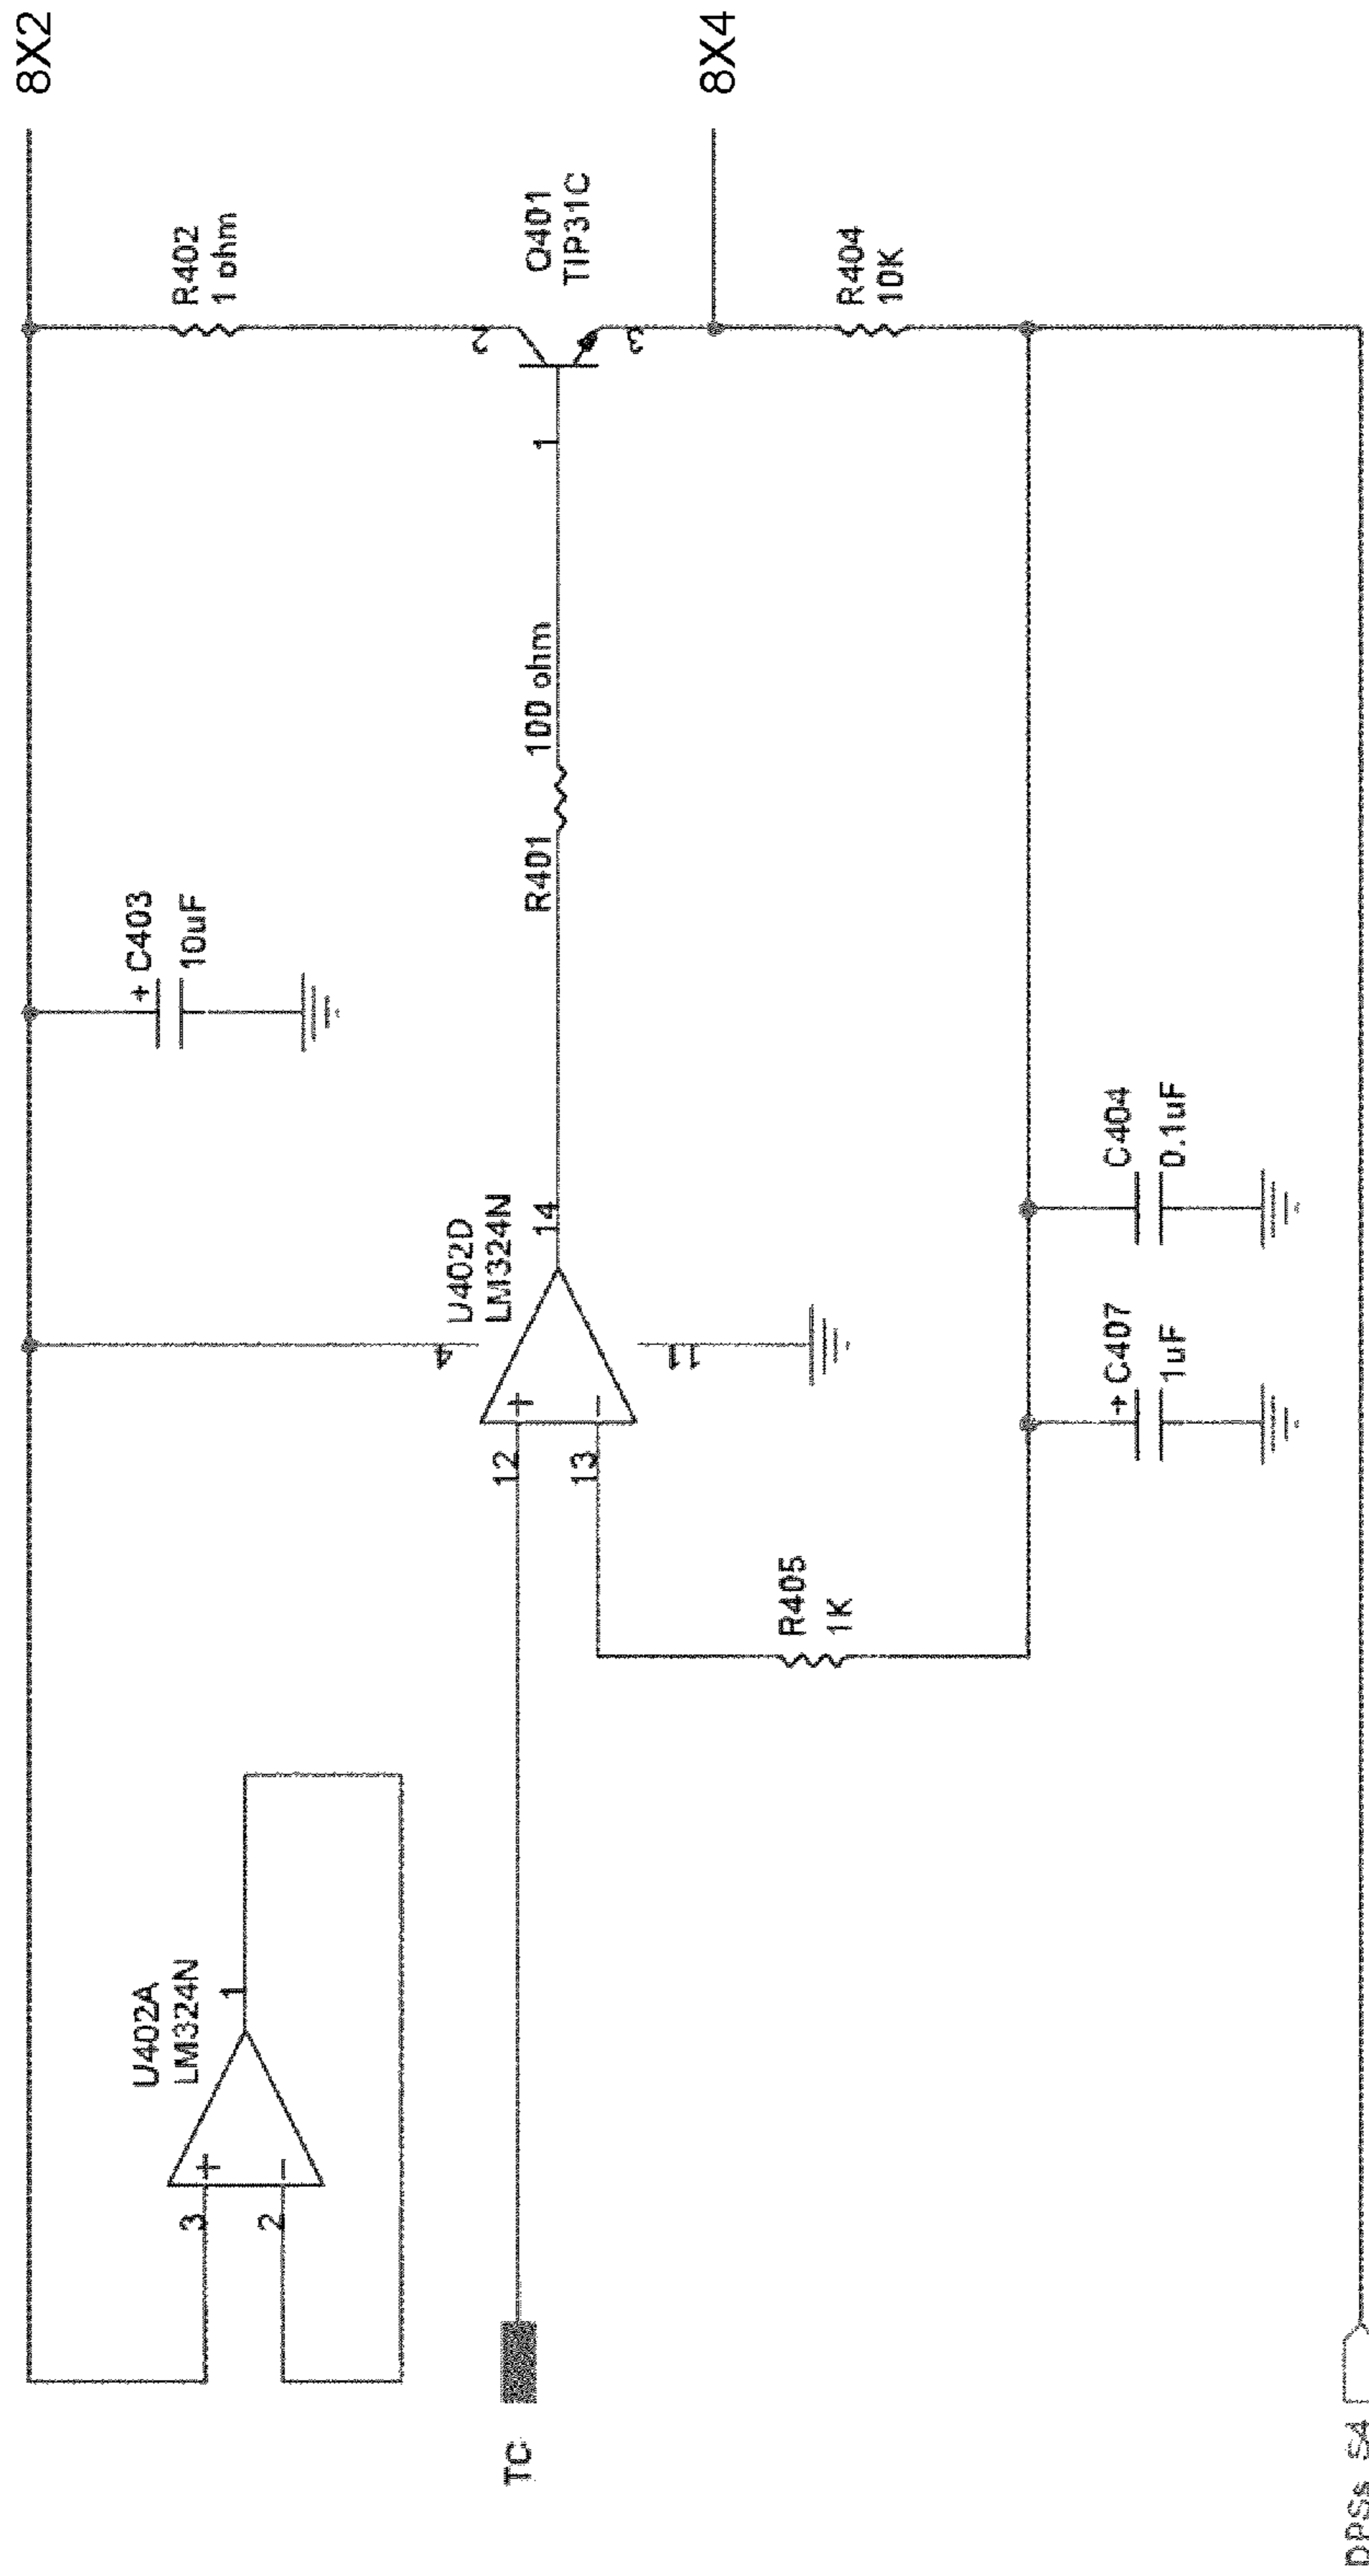 8X2
R402
1 ohm
Q401
TIP31C
2
3
1
8X4
R404
10K
R401
100 ohm
+ C403
10uF
U402D
LM324N
14
4
11
12
+
13
-
C404
0.1uF
+ C407
1uF
R405
1K
U402A
LM324N
1
3
+
2
-
TC
DPSs S4